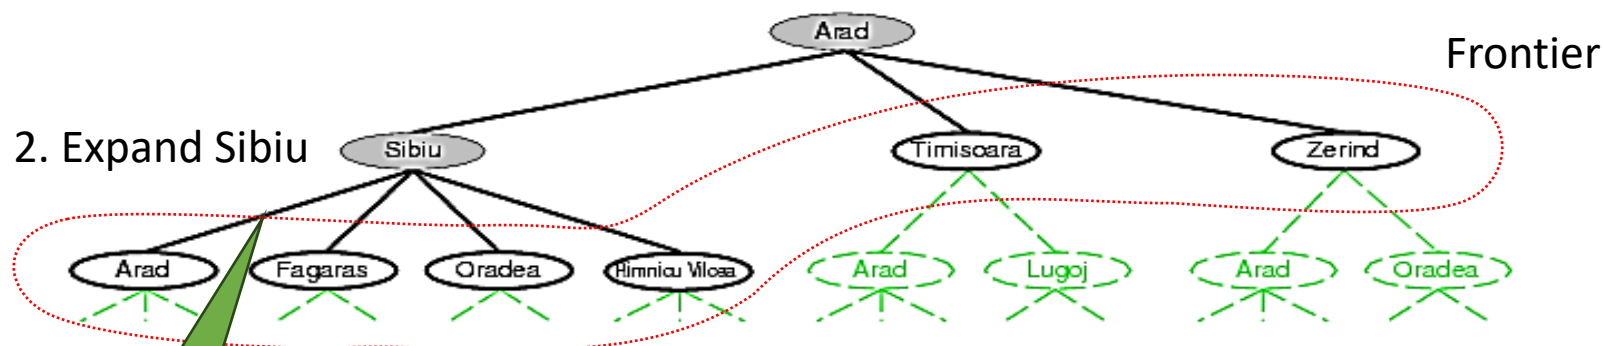 Arad
Frontier
2. Expand Sibiu
Sibiu
Timisoara
Zerind
Arad
Fagaras
Oradea
Rimnicu Vilcea
Arad
Lugoj
Arad
Oradea